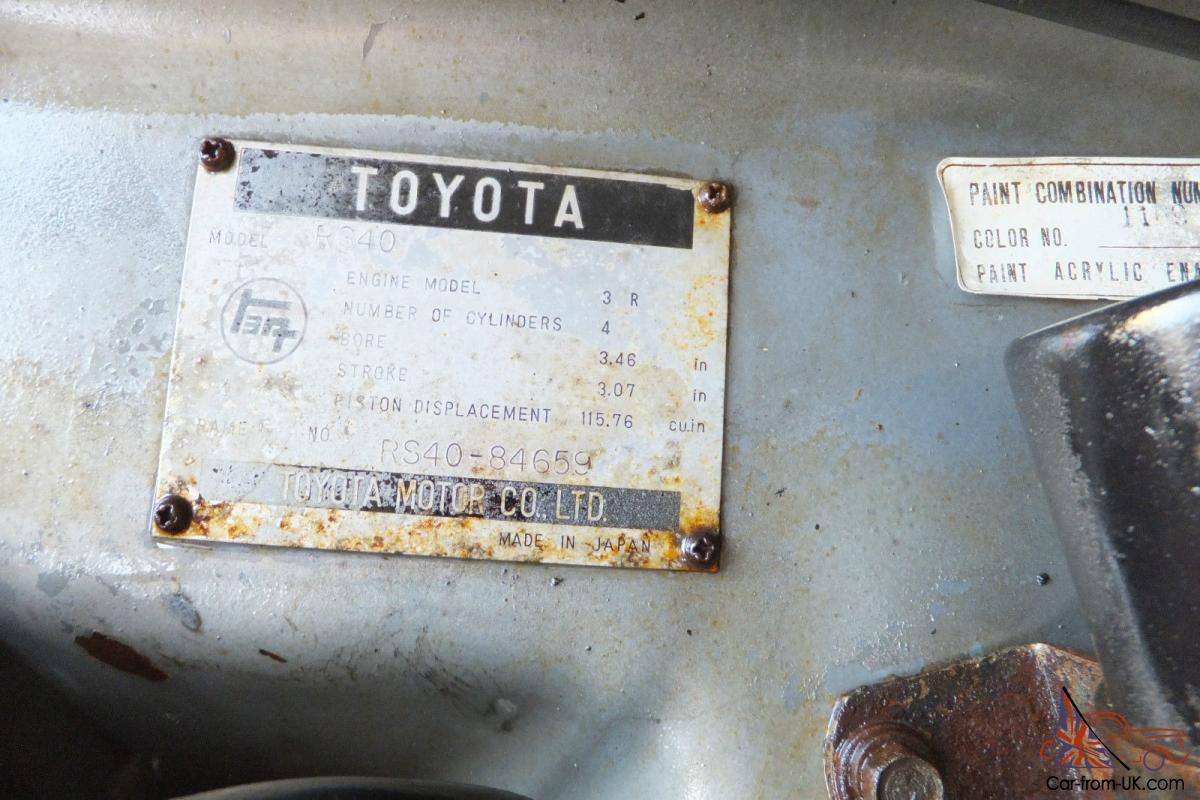 TOYOTA
MODEL RS40
ENGINE MODEL 3 R
NUMBER OF CYLINDERS 4
BORE 3.46 in
STROKE 3.07 in
PISTON DISPLACEMENT 115.76 cu.in
NO. RS40-84659
TOYOTA MOTOR CO. LTD.
MADE IN JAPAN
PAINT COMBINATION
COLOR NO.
PAINT ACRYLIC
Car-from-UK.com